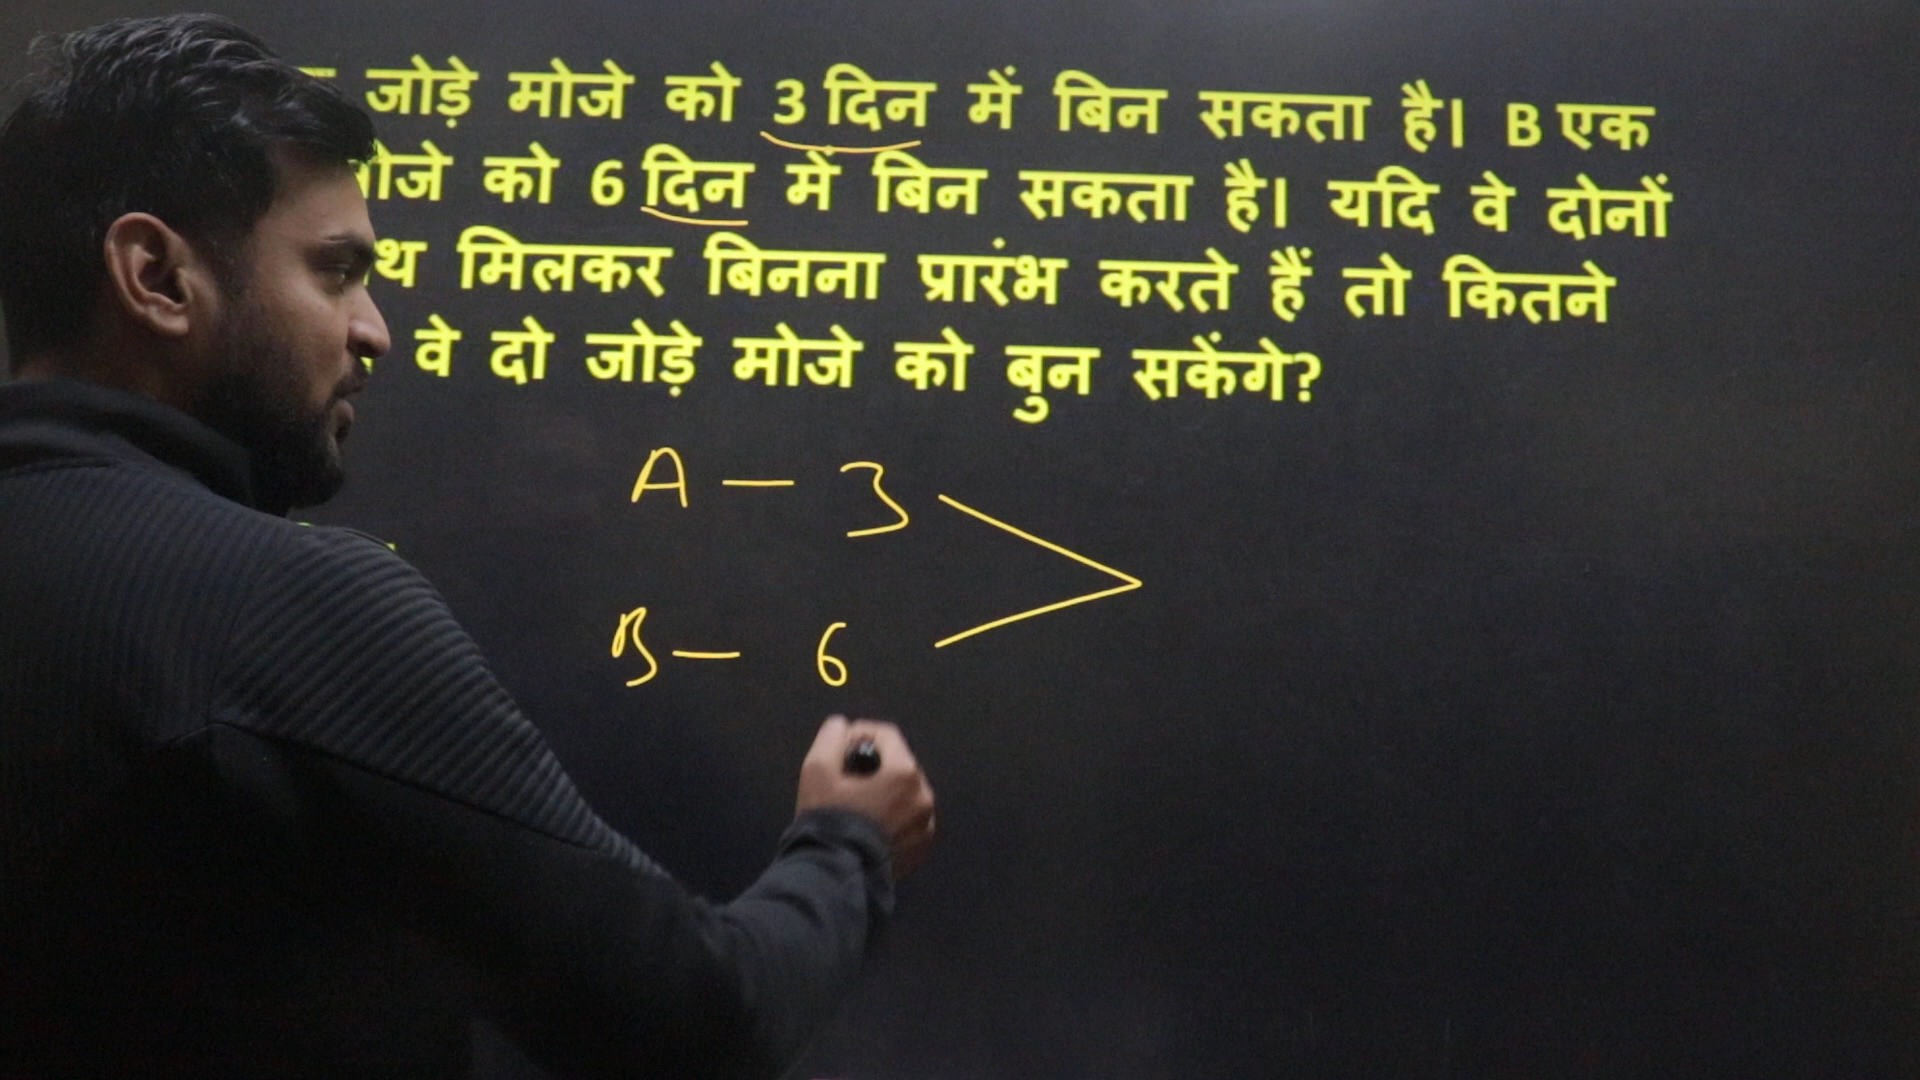 जोड़े मोजे को 3 दिन में बिन सकता है। B एक
को 6 दिन में बिन सकता है। यदि वे दोनों
मिलकर बिनना प्रारंभ करते हैं तो कितने
वे दो जोड़े मोजे को बुन सकेंगे?
A — 3
B — 6